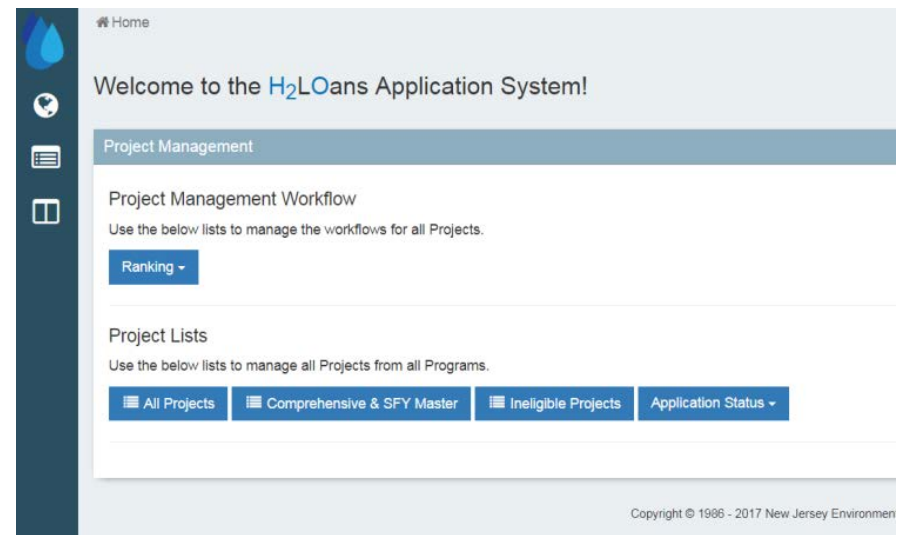 Home
Welcome to the H2LOans Application System!
Project Management
Project Management Workflow
Use the below lists to manage the workflows for all Projects.
Ranking
Project Lists
Use the below lists to manage all Projects from all Programs.
All Projects Comprehensive & SFY Master Ineligible Projects Application Status
Copyright © 1986 - 2017 New Jersey Environmen